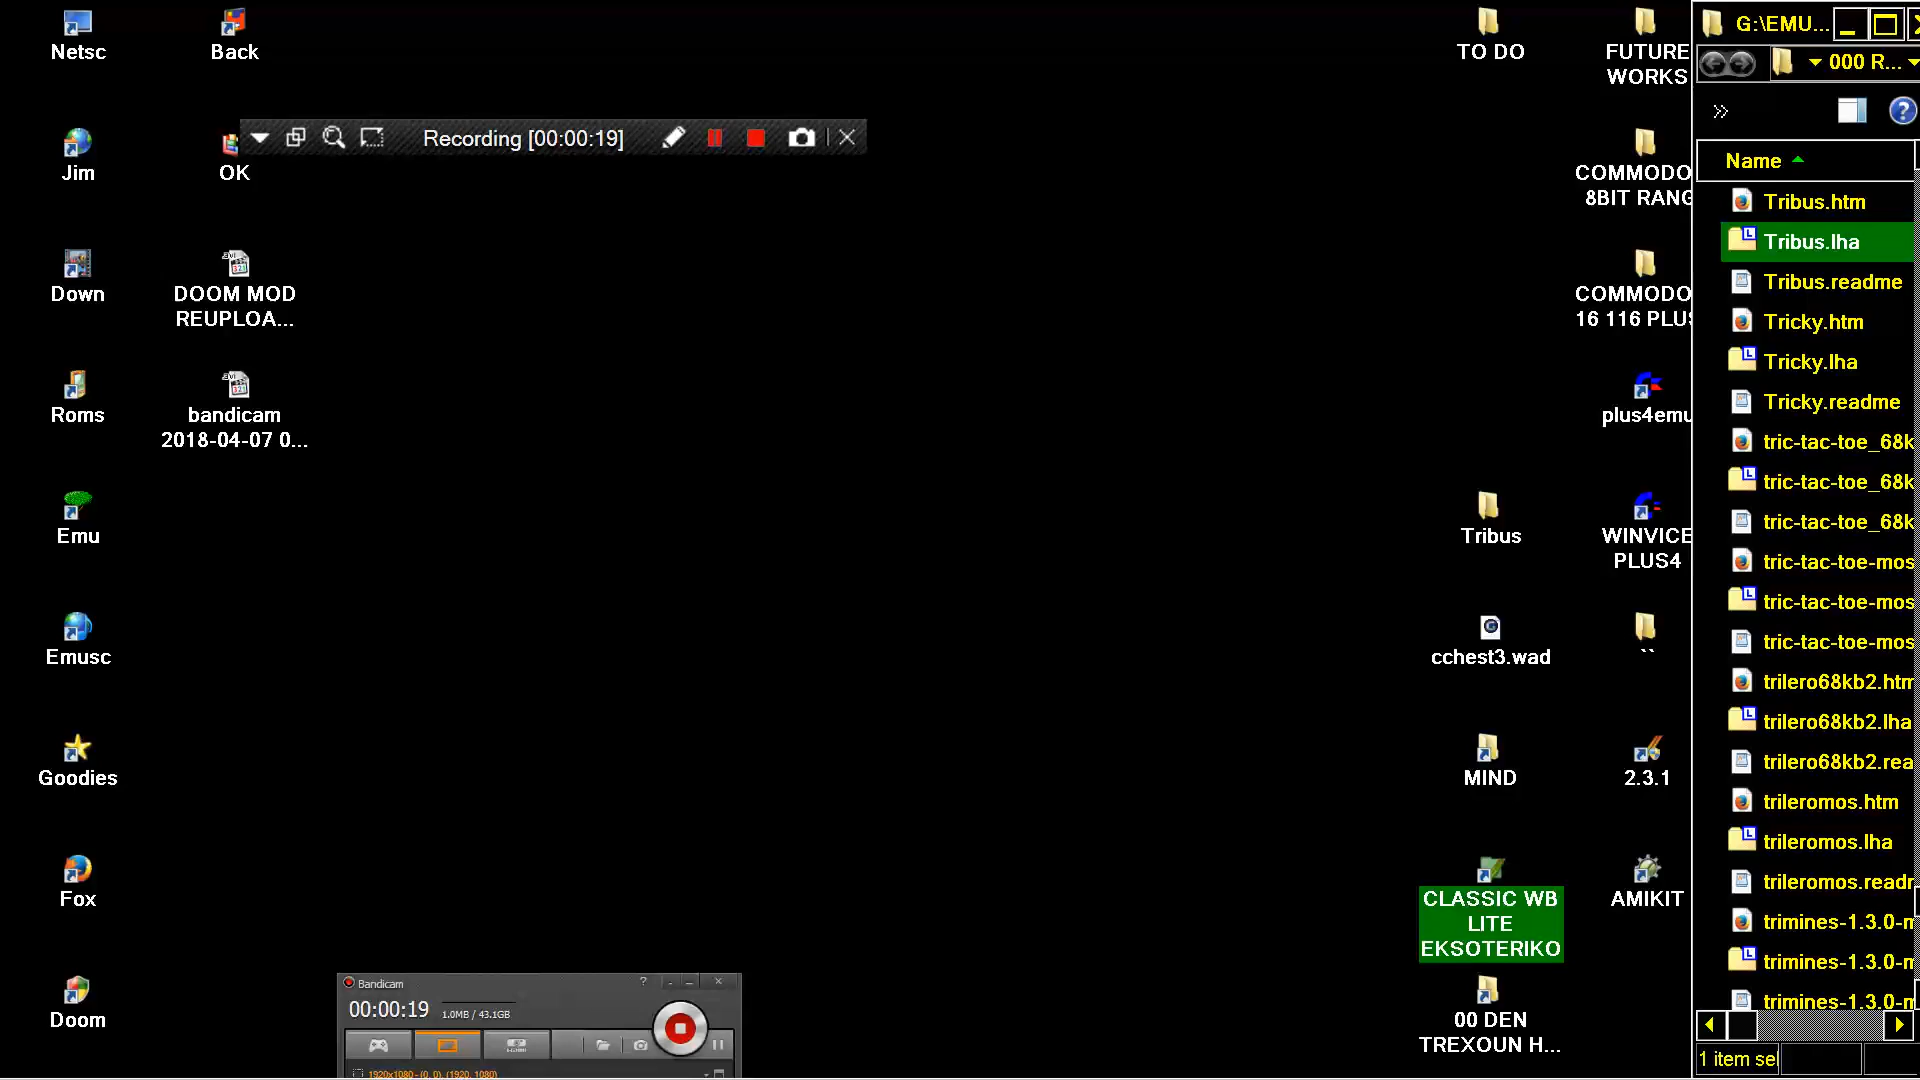 Netsc
Back
TO DO
FUTURE
WORKS
G:\EMU...
000 R...
Recording [00:00:19]
Jim
OK
COMMODO
8BIT RANG
Name
Tribus.htm
Tribus.lha
Tribus.readme
Tricky.htm
Tricky.lha
Tricky.readme
tric-tac-toe_68k
tric-tac-toe_68k
tric-tac-toe_68k
tric-tac-toe-mos
tric-tac-toe-mos
tric-tac-toe-mos
trilero68kb2.htm
trilero68kb2.lha
trilero68kb2.rea
trileromos.htm
trileromos.lha
trileromos.readr
trimines-1.3.0-m
trimines-1.3.0-m
trimines-1.3.0-m
1 item sel
Down
DOOM MOD
REUPLOA...
COMMODO
16 116 PLUS
Roms
bandicam
2018-04-07 0...
plus4emu
Emu
Tribus
WINVICE
PLUS4
Emusc
cchest3.wad
``
Goodies
MIND
2.3.1
Fox
CLASSIC WB
LITE
EKSOTERIKO
AMIKIT
Doom
00 DEN
TREXOUN H...
Bandicam
00:00:19
1.0MB / 43.1GB
1920x1080 - (0, 0), (1920, 1080)